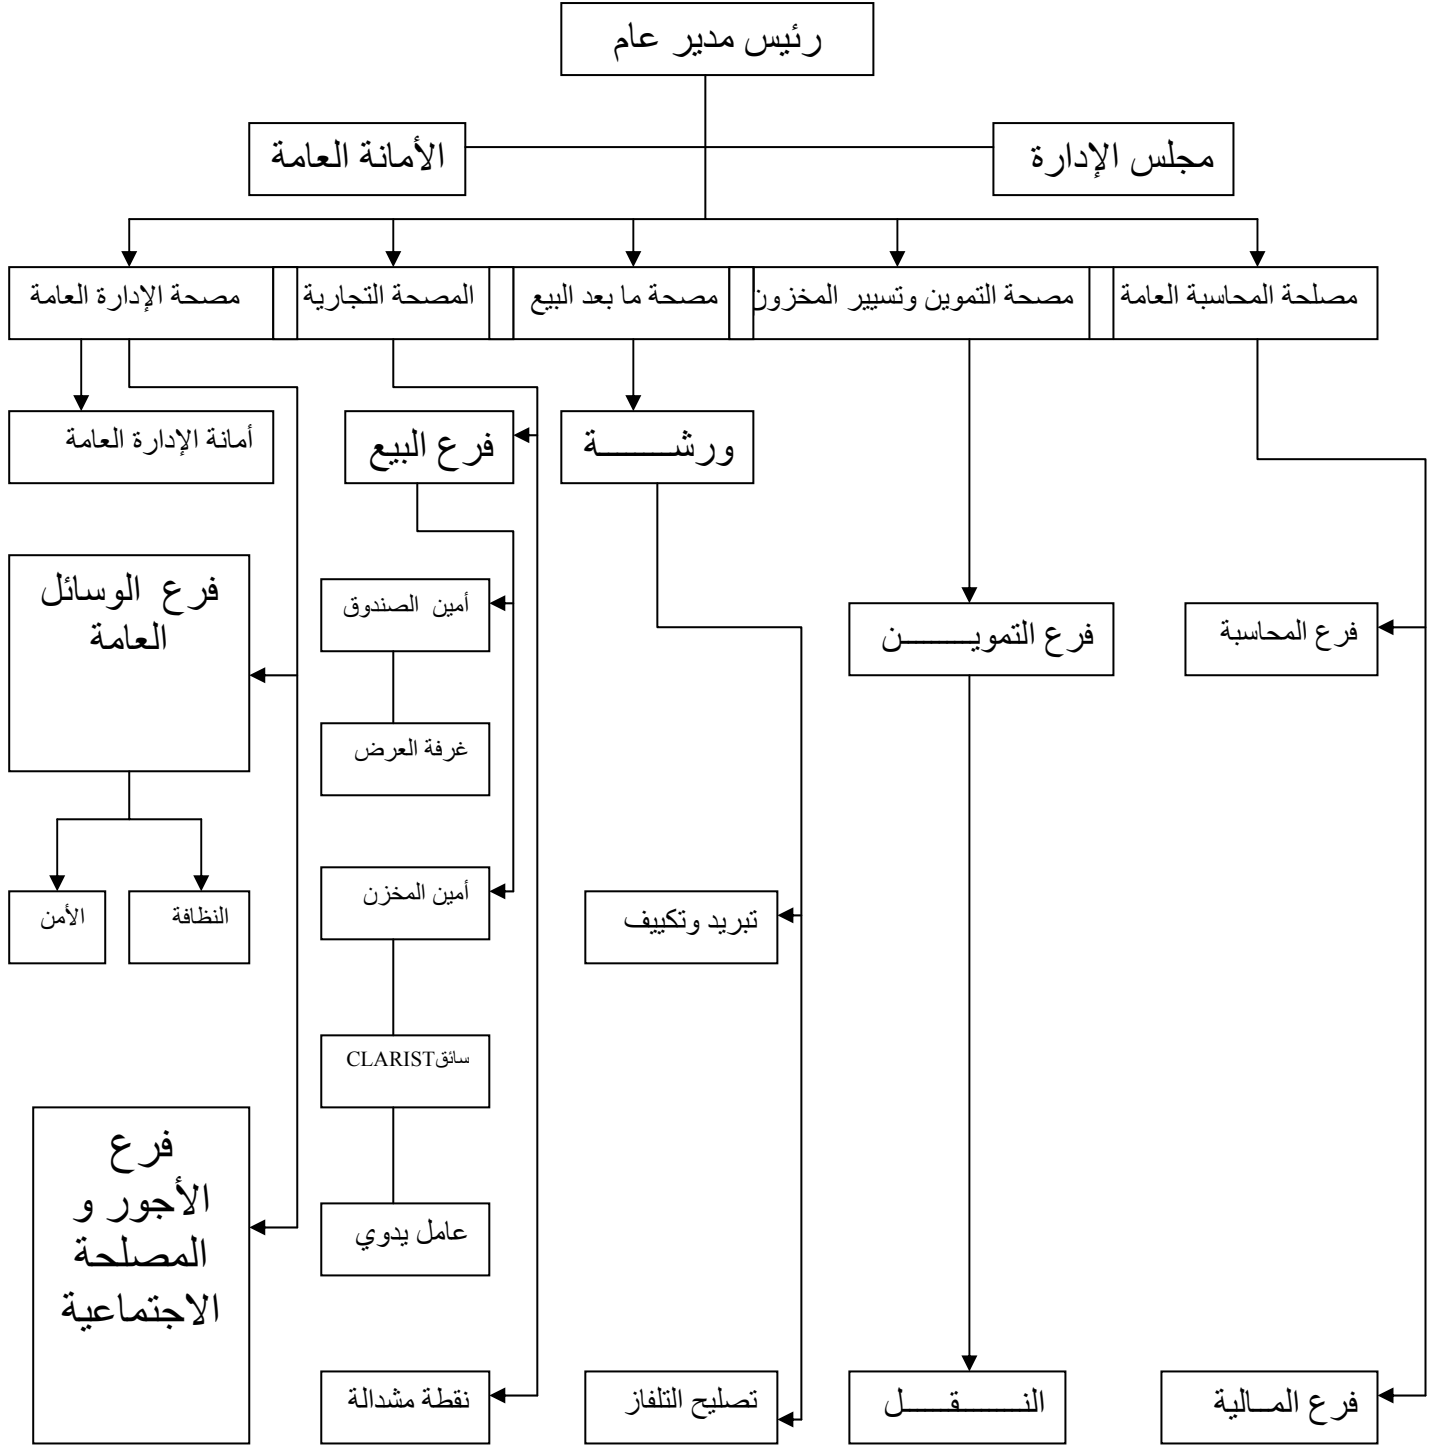 رئيس مدير عام
مجلس الإدارة
الأمانة العامة
مصلحة المحاسبة العامة
مصحة التموين وتسيير المخزون
مصحة ما بعد البيع
المصحة التجارية
مصحة الإدارة العامة
ورشــــــــة
فرع البيع
أمانة الإدارة العامة
فرع المحاسبة
فرع التمويــــــــن
أمين الصندوق
فرع الوسائل
العامة
غرفة العرض
تبريد وتكييف
أمين المخزن
النظافة
الأمن
سائقCLARIST
عامل يدوي
فرع
الأجور و
المصلحة
الاجتماعية
فرع المــالية
النـــــــقـــــــل
تصليح التلفاز
نقطة مشدالة